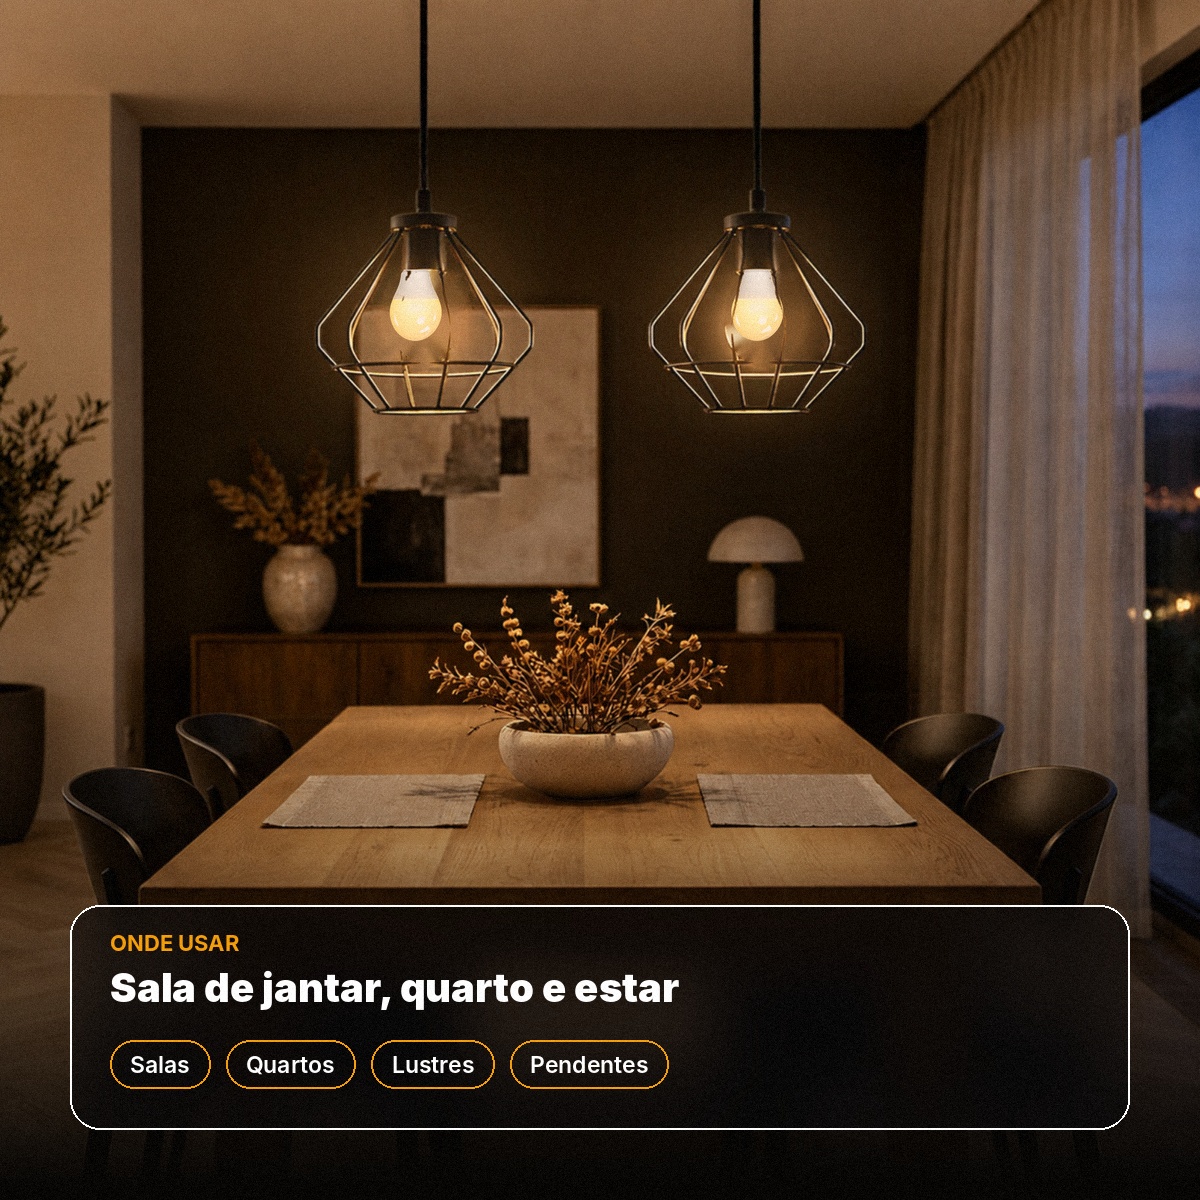 ONDE USAR
Sala de jantar, quarto e estar
Salas
Quartos
Lustres
Pendentes